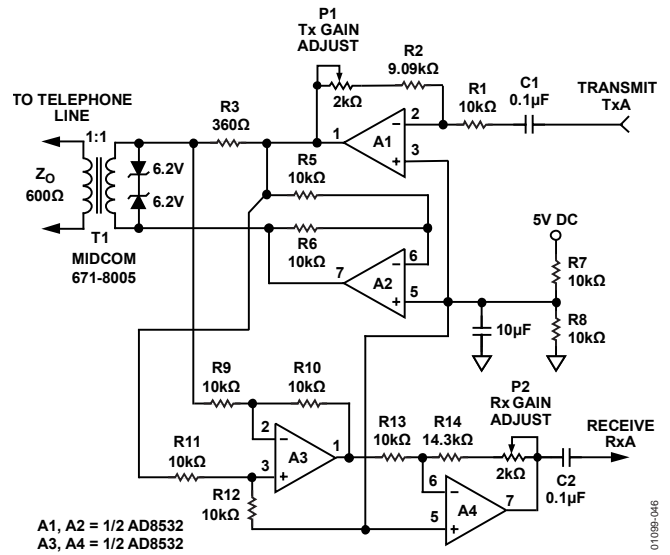 P1
Tx GAIN
ADJUST
R2
9.09kΩ
2kΩ
R1
10kΩ
C1
0.1µF
TRANSMIT
TxA
TO TELEPHONE
LINE
1:1
R3
360Ω
1
A1
2
3
6.2V
6.2V
ZO
600Ω
T1
MIDCOM
671-8005
R5
10kΩ
R6
10kΩ
7
A2
6
5
5V DC
R7
10kΩ
R8
10kΩ
10µF
R9
10kΩ
R10
10kΩ
2
3
A3
1
R11
10kΩ
R12
10kΩ
R13
10kΩ
R14
14.3kΩ
P2
Rx GAIN
ADJUST
2kΩ
RECEIVE
RxA
C2
0.1µF
6
5
A4
7
A1, A2 = 1/2 AD8532
A3, A4 = 1/2 AD8532
01099-046